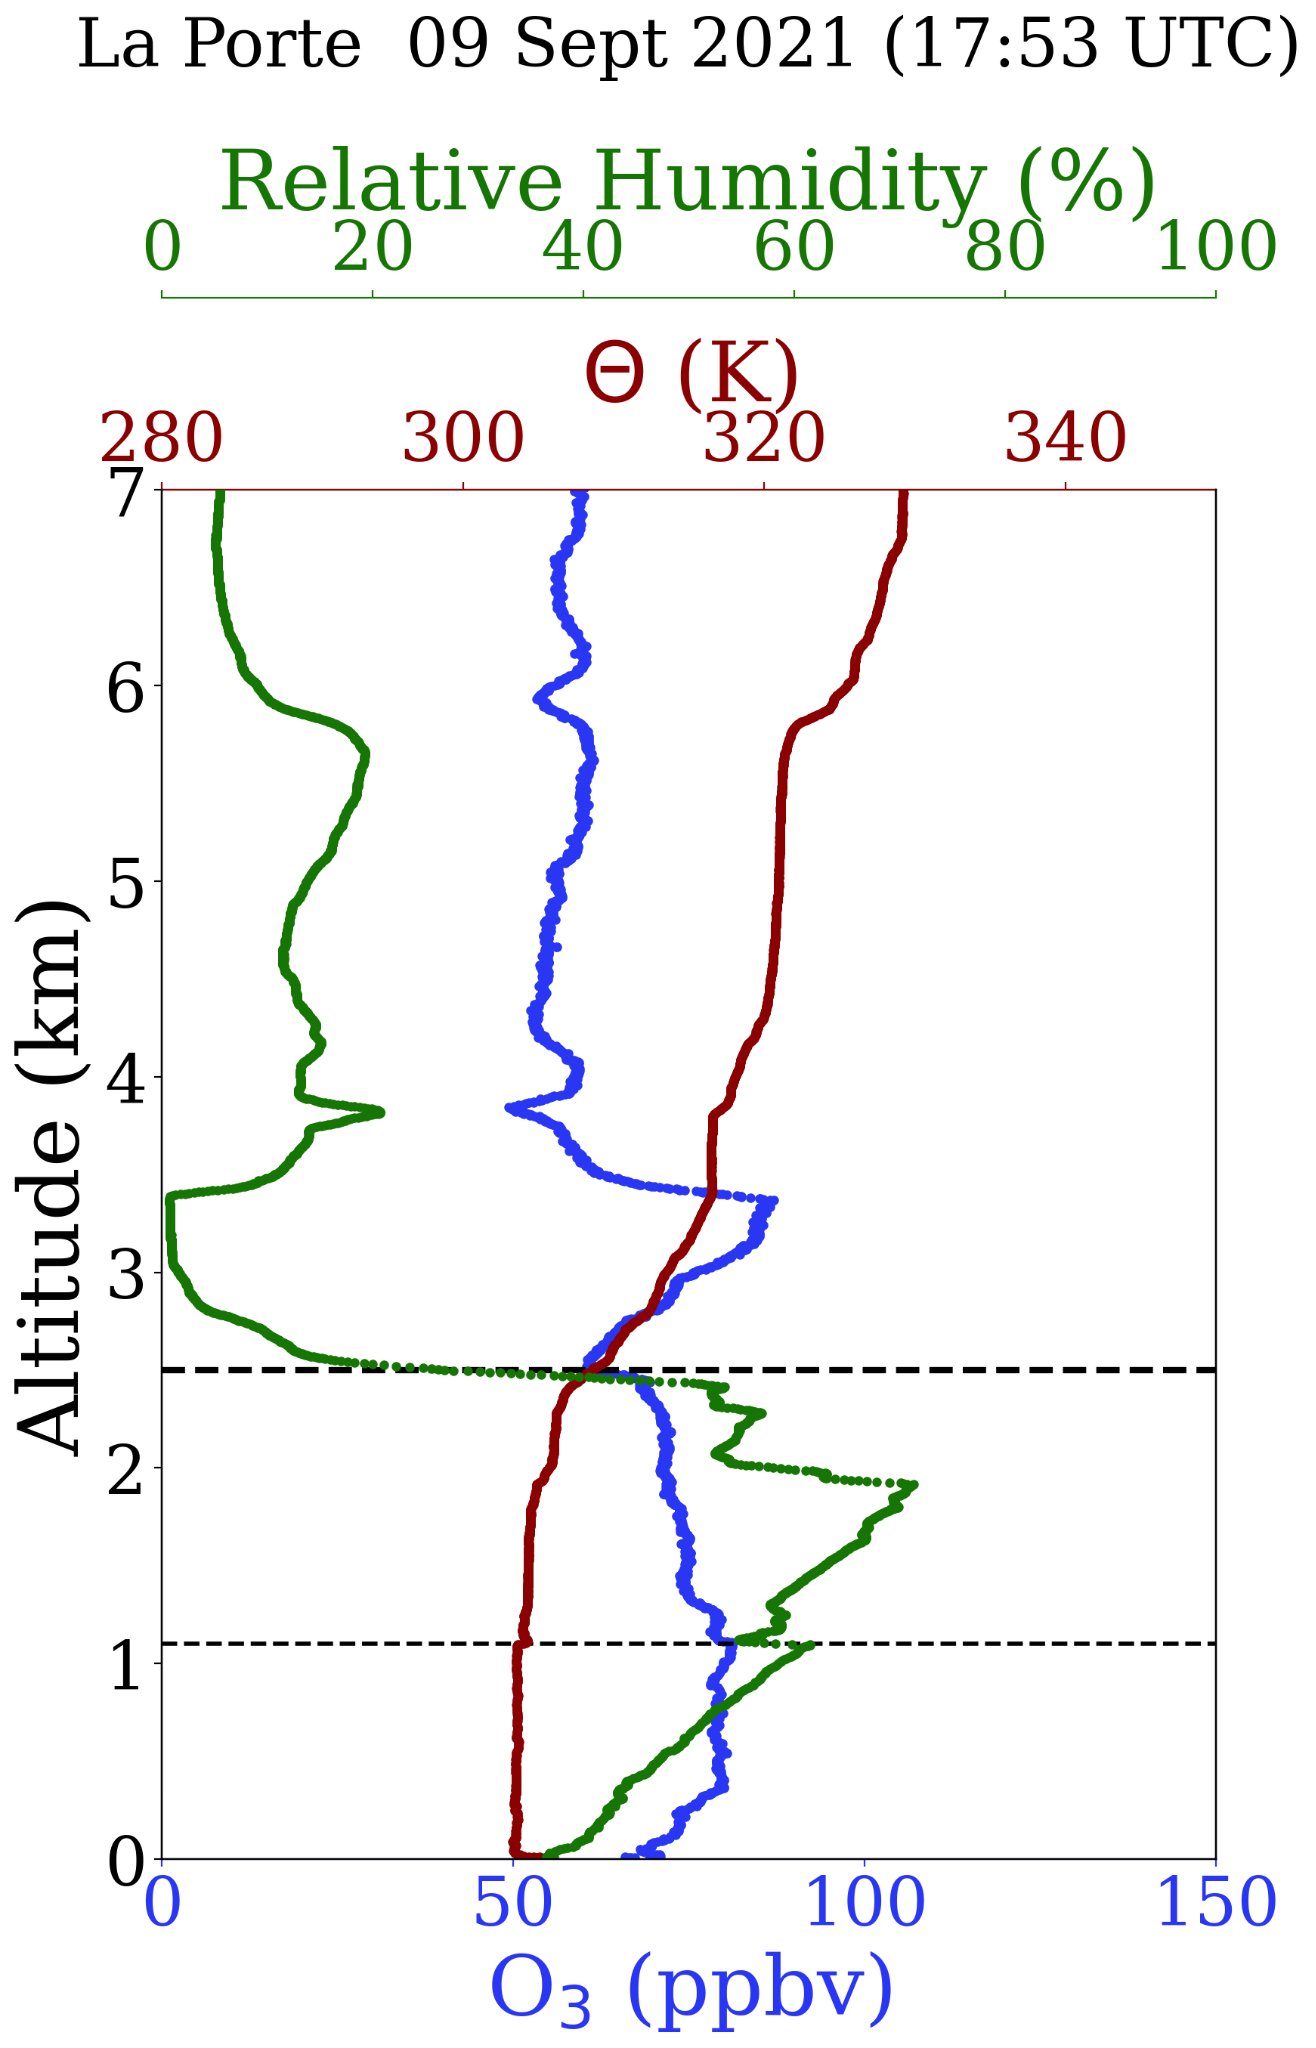 La Porte 09 Sept 2021 (17:53 UTC)
Relative Humidity (%)
0 20 40 60 80 100
Θ (K)
280 300 320 340
7
6
5
4
3
2
1
0
Altitude (km)
0 50 100 150
O₃ (ppbv)